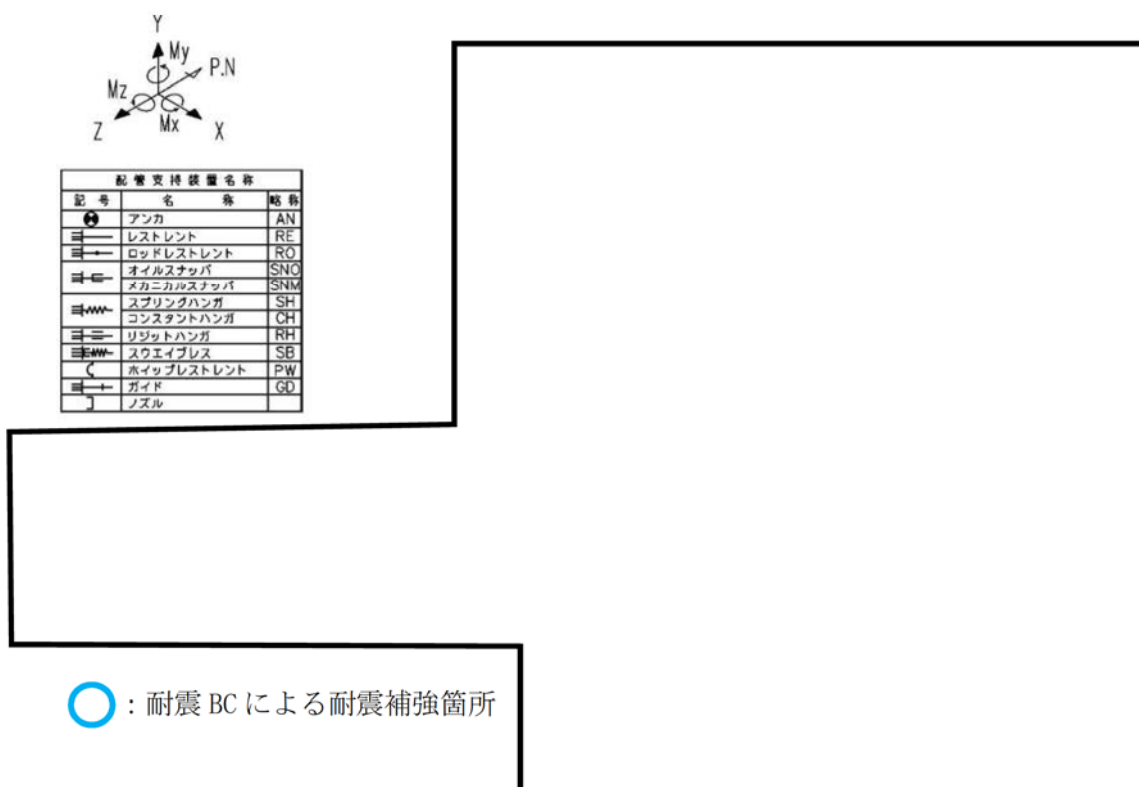 Y
My
P.N
Mz
Z
Mx
X
配管支持装置名称
記号 名称 略称
アンカ AN
レストレント RE
ロッドレストレント RO
オイルスナッバ SNO
メカニカルスナッバ SNM
スプリングハンガ SH
コンスタントハンガ CH
リジットハンガ RH
スウエイブレス SB
ホイップレストレント PW
ガイド GD
ノズル
:耐震 BC による耐震補強箇所